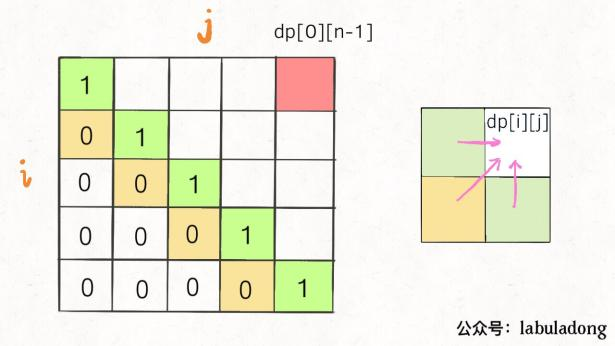 j
dp[0][n-1]
1
0 1
i
0 0 1
0 0 0 1
0 0 0 0 1
dp[i][j]
公众号：labuladong